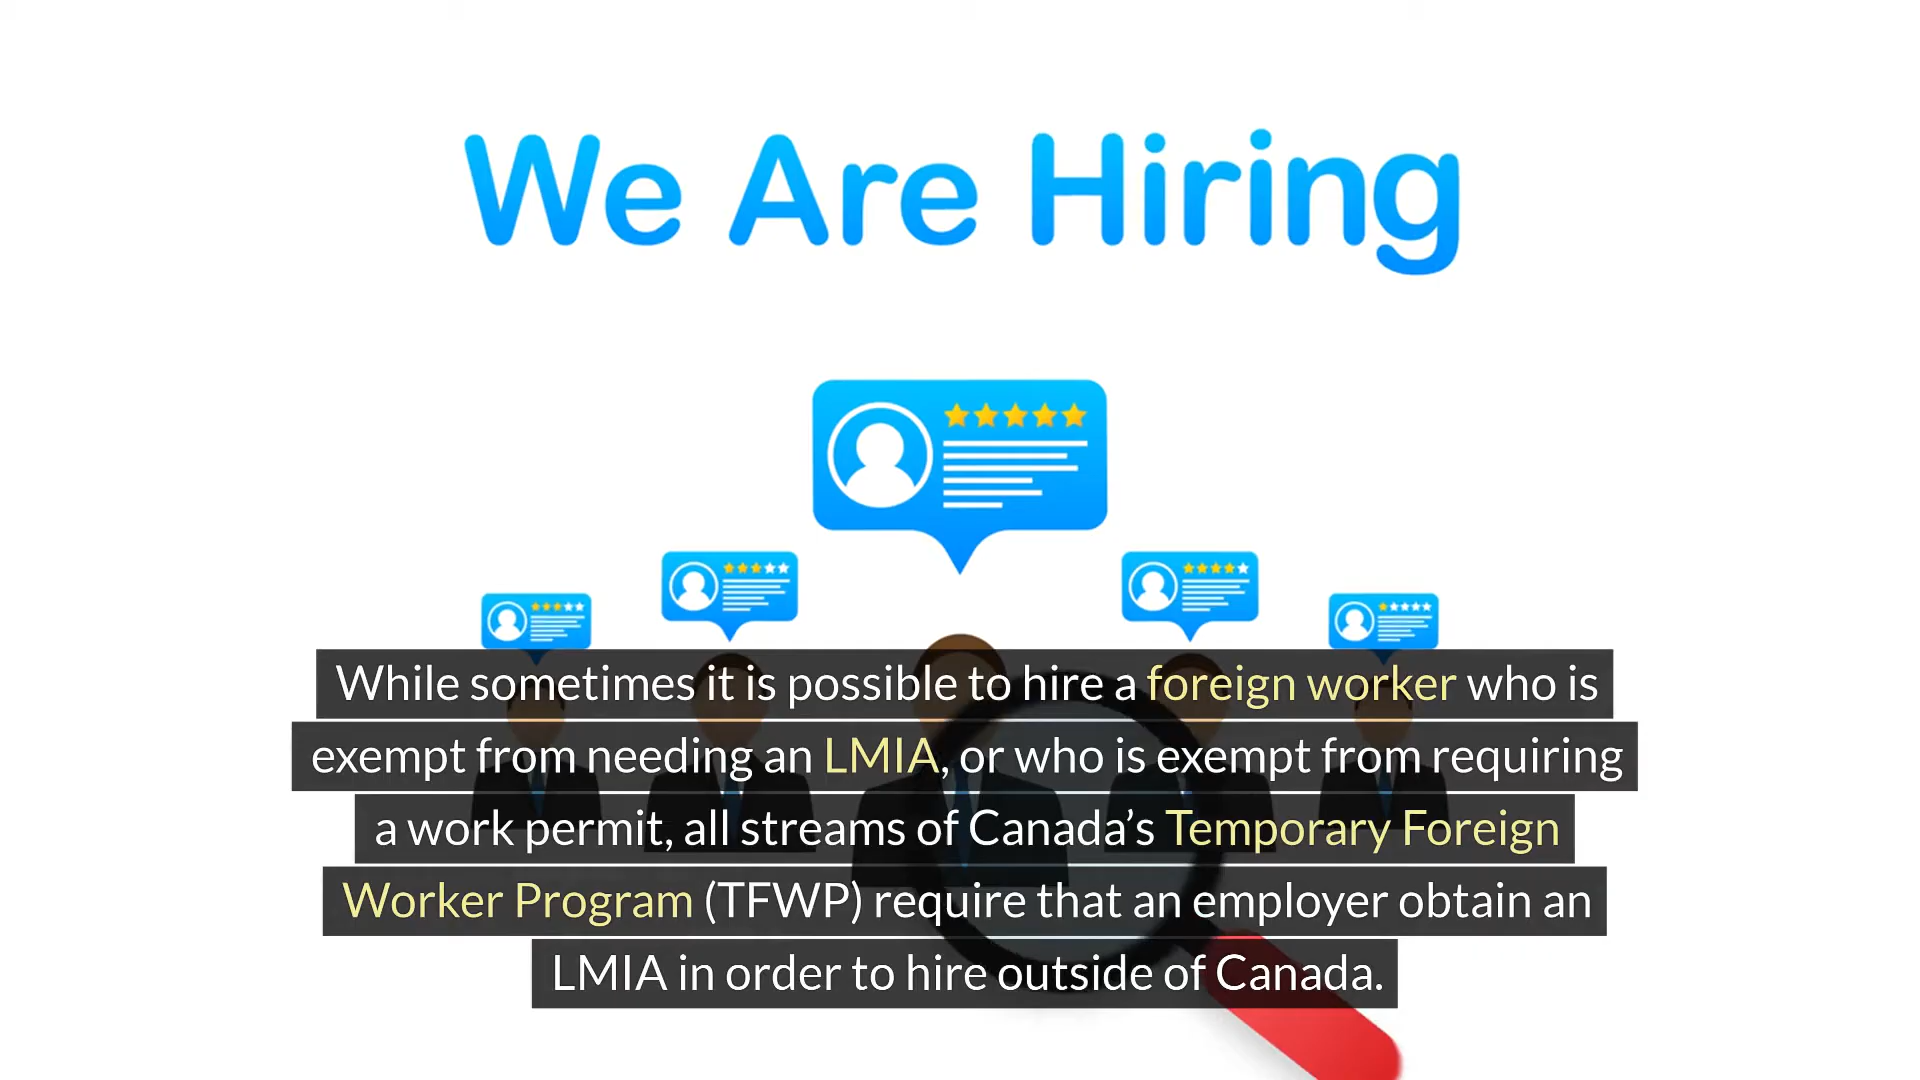 We Are Hiring
While sometimes it is possible to hire a foreign worker who is
exempt from needing an LMIA, or who is exempt from requiring
a work permit, all streams of Canada’s Temporary Foreign
Worker Program (TFWP) require that an employer obtain an
LMIA in order to hire outside of Canada.